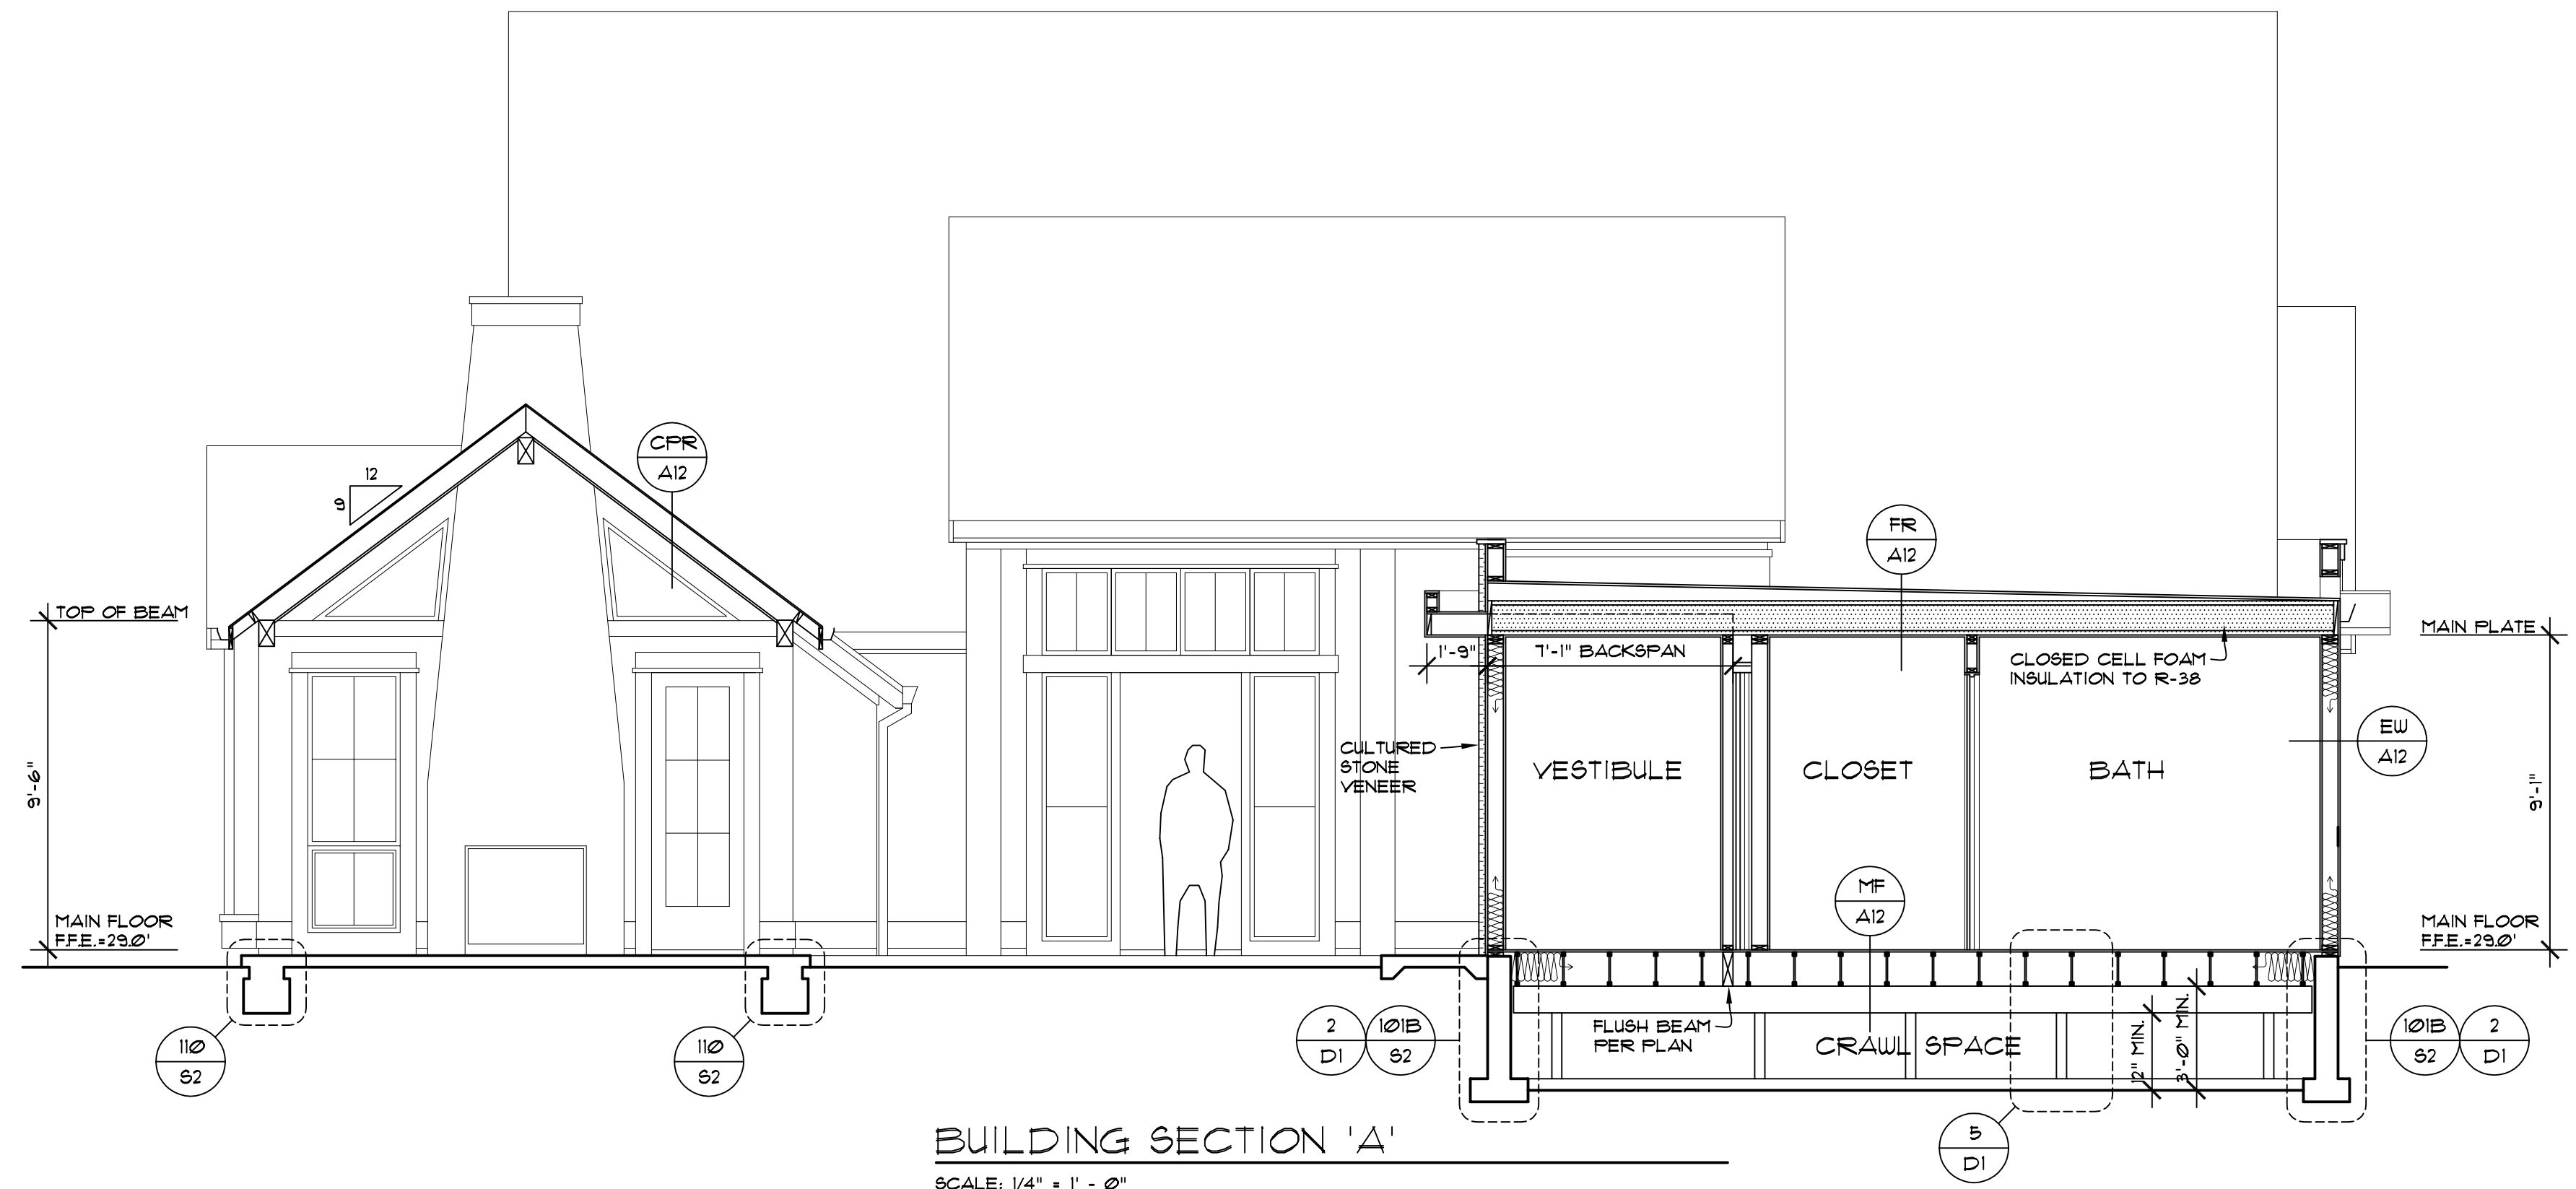 CPR
A12
12
9
FR
A12
TOP OF BEAM
MAIN PLATE
1'-9"
7'-1" BACKSPAN
CLOSED CELL FOAM
INSULATION TO R-38
EW
A12
CULTURED
STONE
VENEER
VESTIBULE
CLOSET
BATH
9'-6"
9'-1"
MF
A12
MAIN FLOOR
F.F.E.=29.0'
MAIN FLOOR
F.F.E.=29.0'
110
S2
110
S2
2
D1
101B
S2
FLUSH BEAM
PER PLAN
CRAWL SPACE
12" MIN.
3'-0" MIN.
101B
S2
2
D1
5
D1
BUILDING SECTION 'A'
SCALE: 1/4" = 1' - 0"